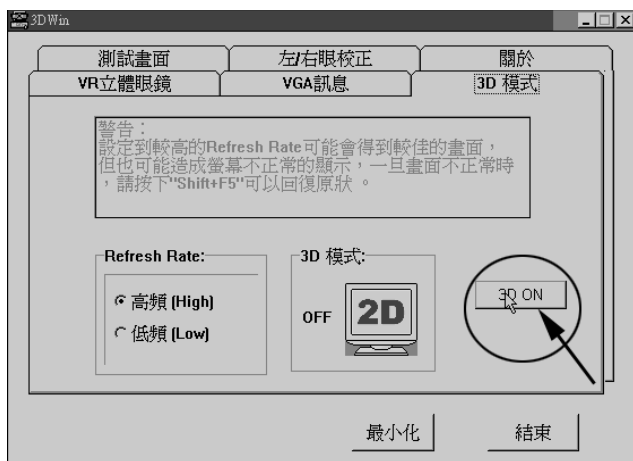 3DWin
測試畫面
左/右眼校正
關於
VR立體眼鏡
VGA訊息
3D 模式
警告：
設定到較高的Refresh Rate可能會得到較佳的畫面，
但也可能造成螢幕不正常的顯示，一旦畫面不正常時
，請按下"Shift+F5"可以回復原狀。
Refresh Rate:
高頻 (High)
低頻 (Low)
3D 模式:
OFF
2D
3D ON
最小化
結束